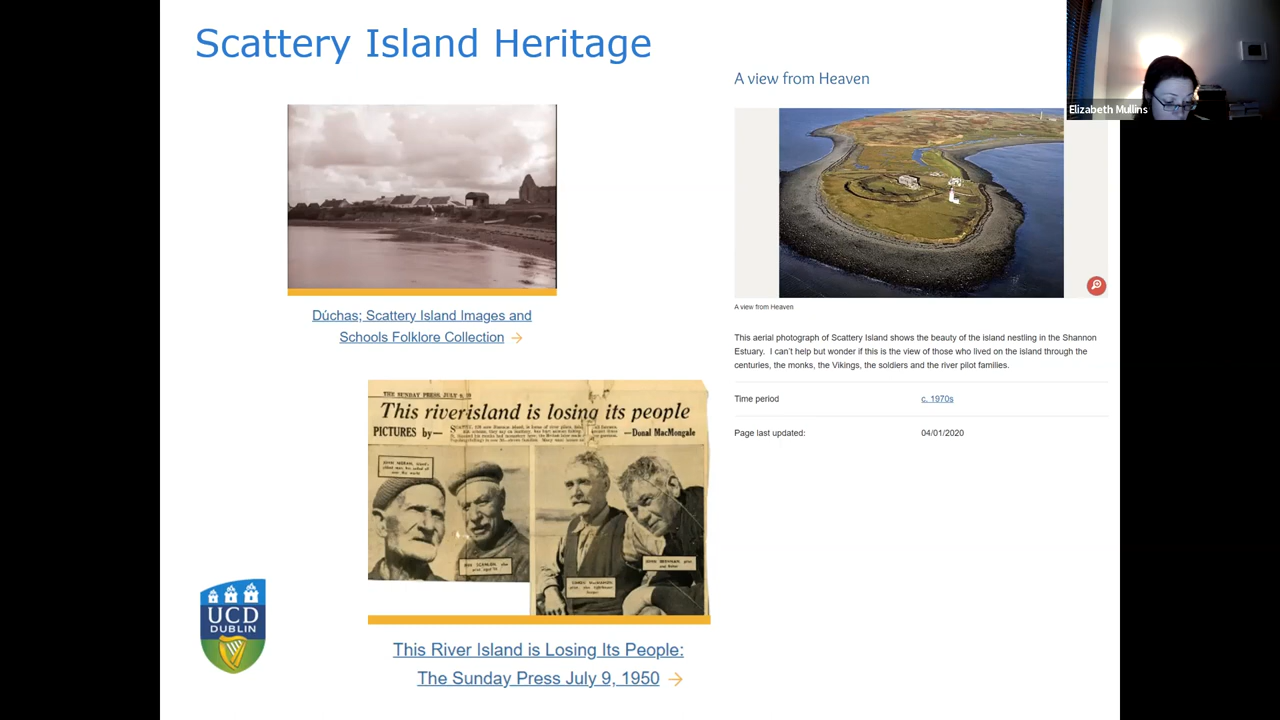 Scattery Island Heritage
Dúchas; Scattery Island Images and
Schools Folklore Collection →
THE SUNDAY PRESS, JULY 9,
This river island is losing its people
PICTURES by— —Donal MacMongale
This River Island is Losing Its People:
The Sunday Press July 9, 1950 →
UCD
DUBLIN
A view from Heaven
A view from Heaven
This aerial photograph of Scattery Island shows the beauty of the island nestling in the Shannon
Estuary. I can't help but wonder if this is the view of those who lived on the island through the
centuries, the monks, the Vikings, the soldiers and the river pilot families.
Time period c. 1970s
Page last updated: 04/01/2020
Elizabeth Mullins